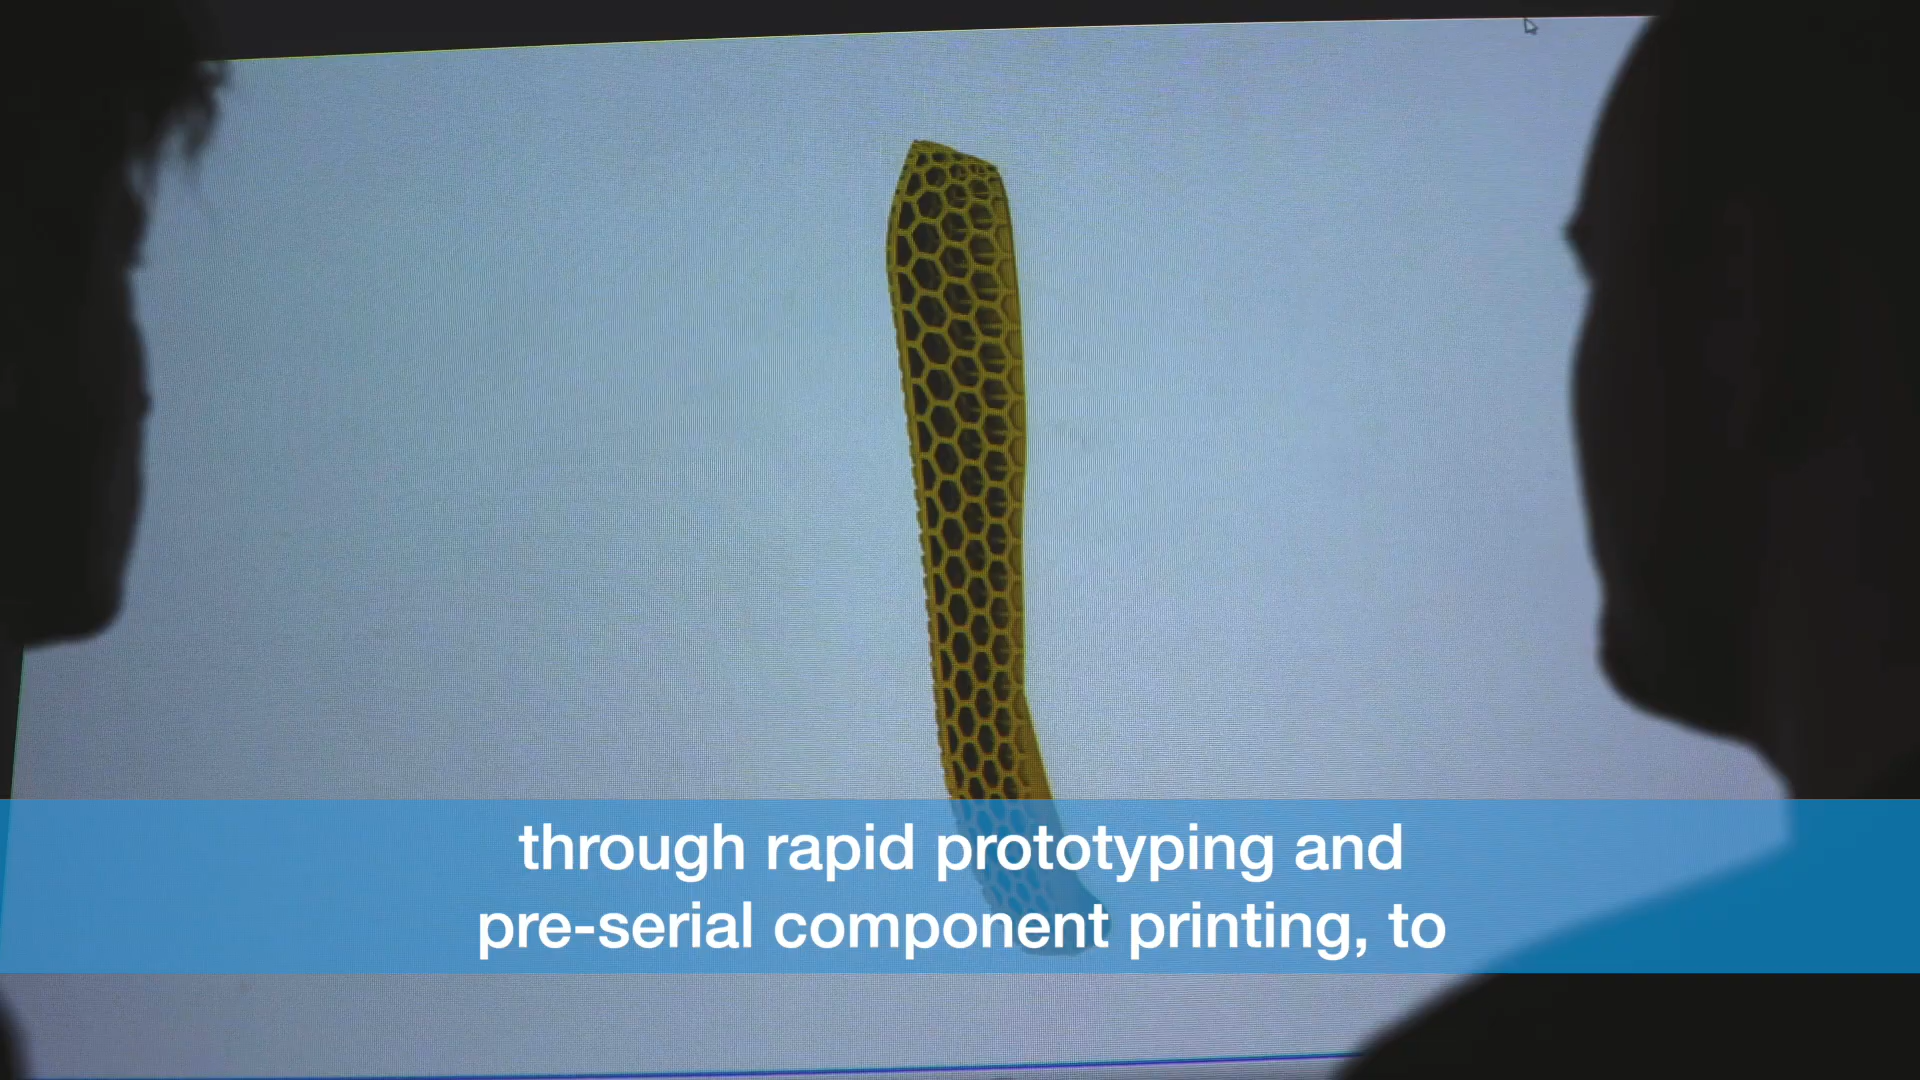 through rapid prototyping and
pre-serial component printing, to